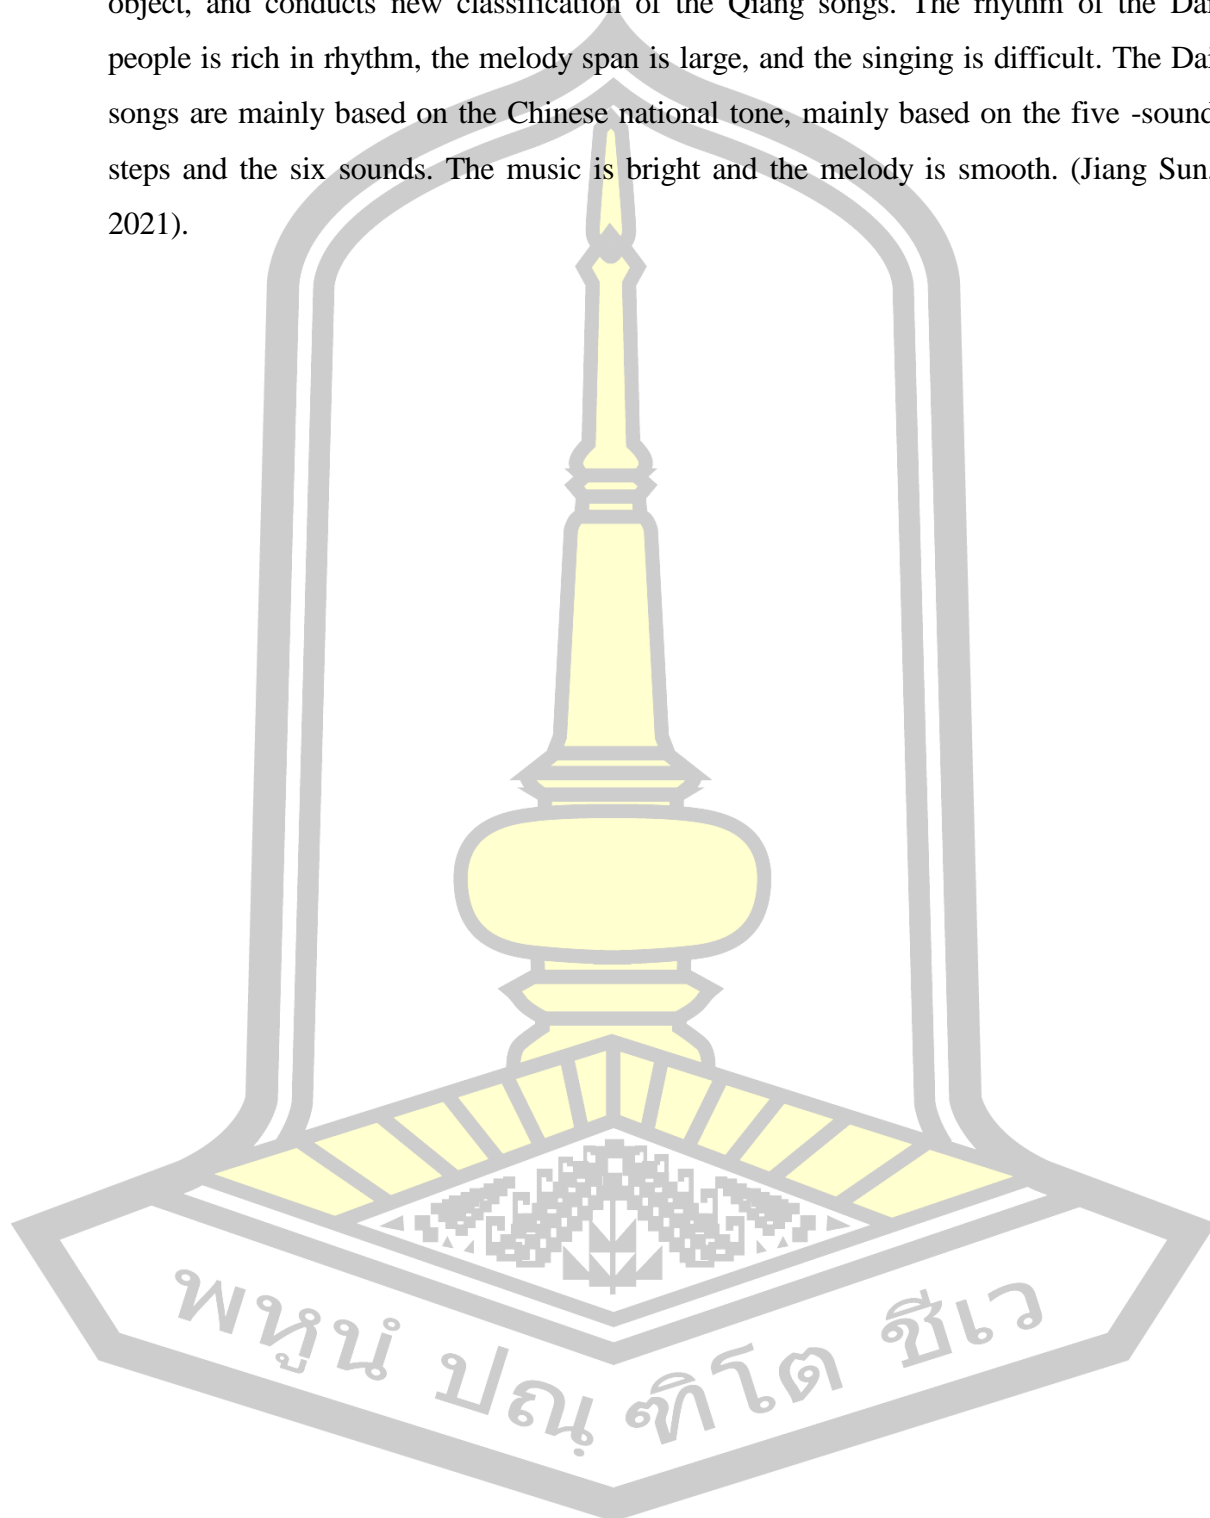 object, and conducts new classification of the Qiang songs. The rhythm of the Dai
people is rich in rhythm, the melody span is large, and the singing is difficult. The Dai
songs are mainly based on the Chinese national tone, mainly based on the five -sound
steps and the six sounds. The music is bright and the melody is smooth. (Jiang Sun,
2021).
พหูนํ ปณฺฑิโต ชีเว